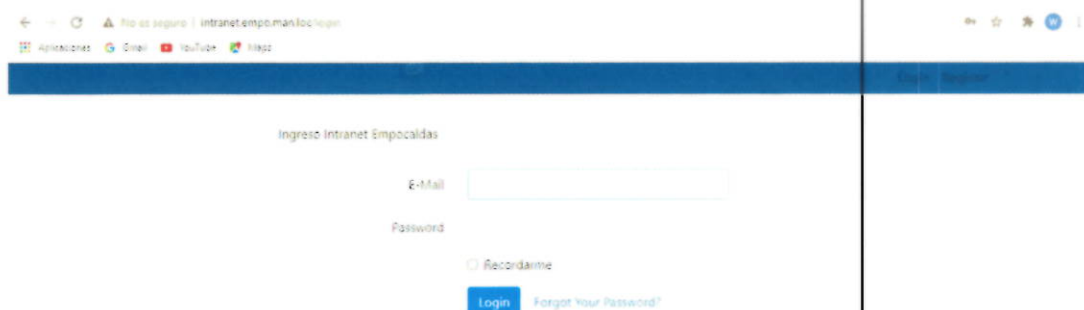 No es seguro | intranet.empo.man.loc/login
Aplicaciones Gmail YouTube Maps
Login Register
Ingreso Intranet Empocaldas
E-Mail
Password
Recordarme
Login Forgot Your Password?